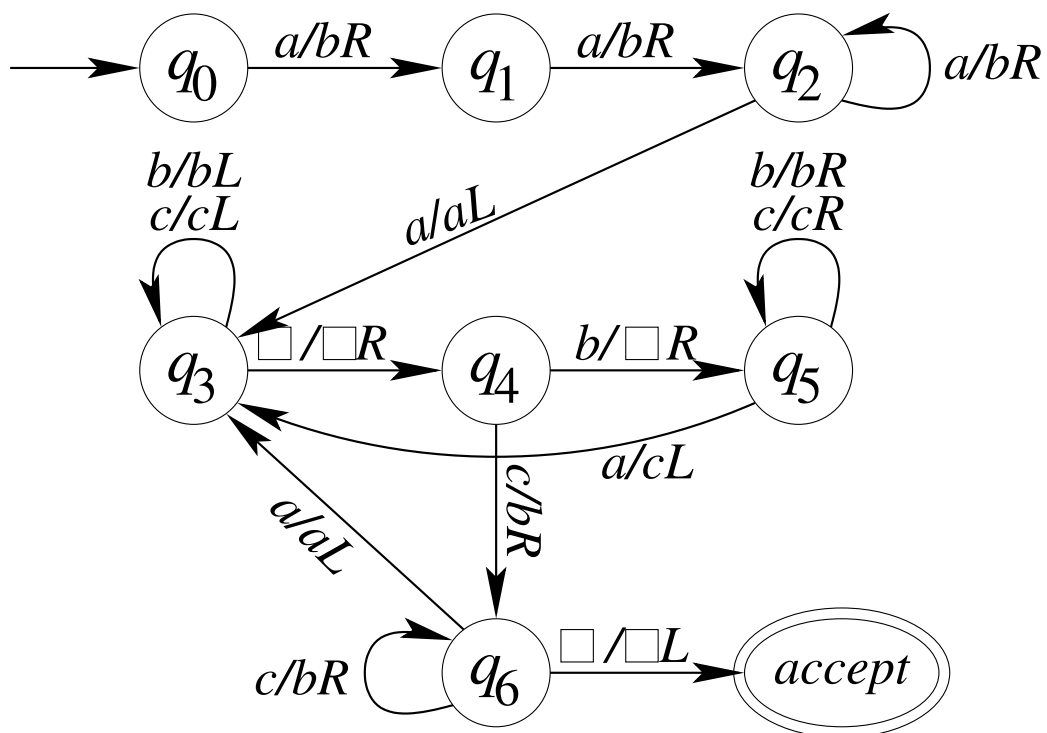 q0 a/bR q1 a/bR q2 a/bR
b/bL
c/cL
b/bR
c/cR
a/aL
q3 □/□R q4 b/□R q5
a/cL
c/bR
a/aL
c/bR q6 □/□L accept